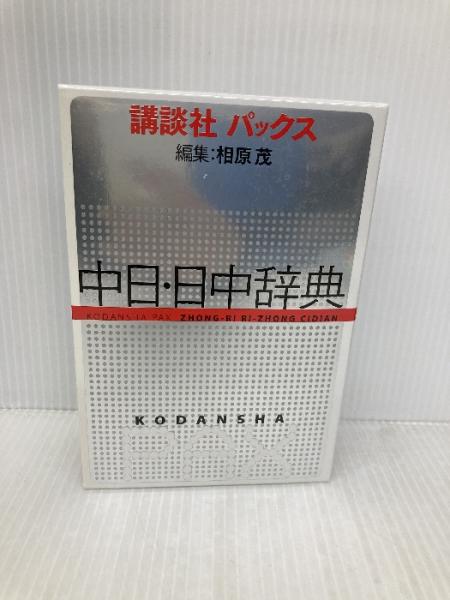 講談社 パックス
編集:相原茂
中日・日中辞典
KODANSHA PAX ZHONG-RI RI-ZHONG CIDIAN
KODANSHA
PAX